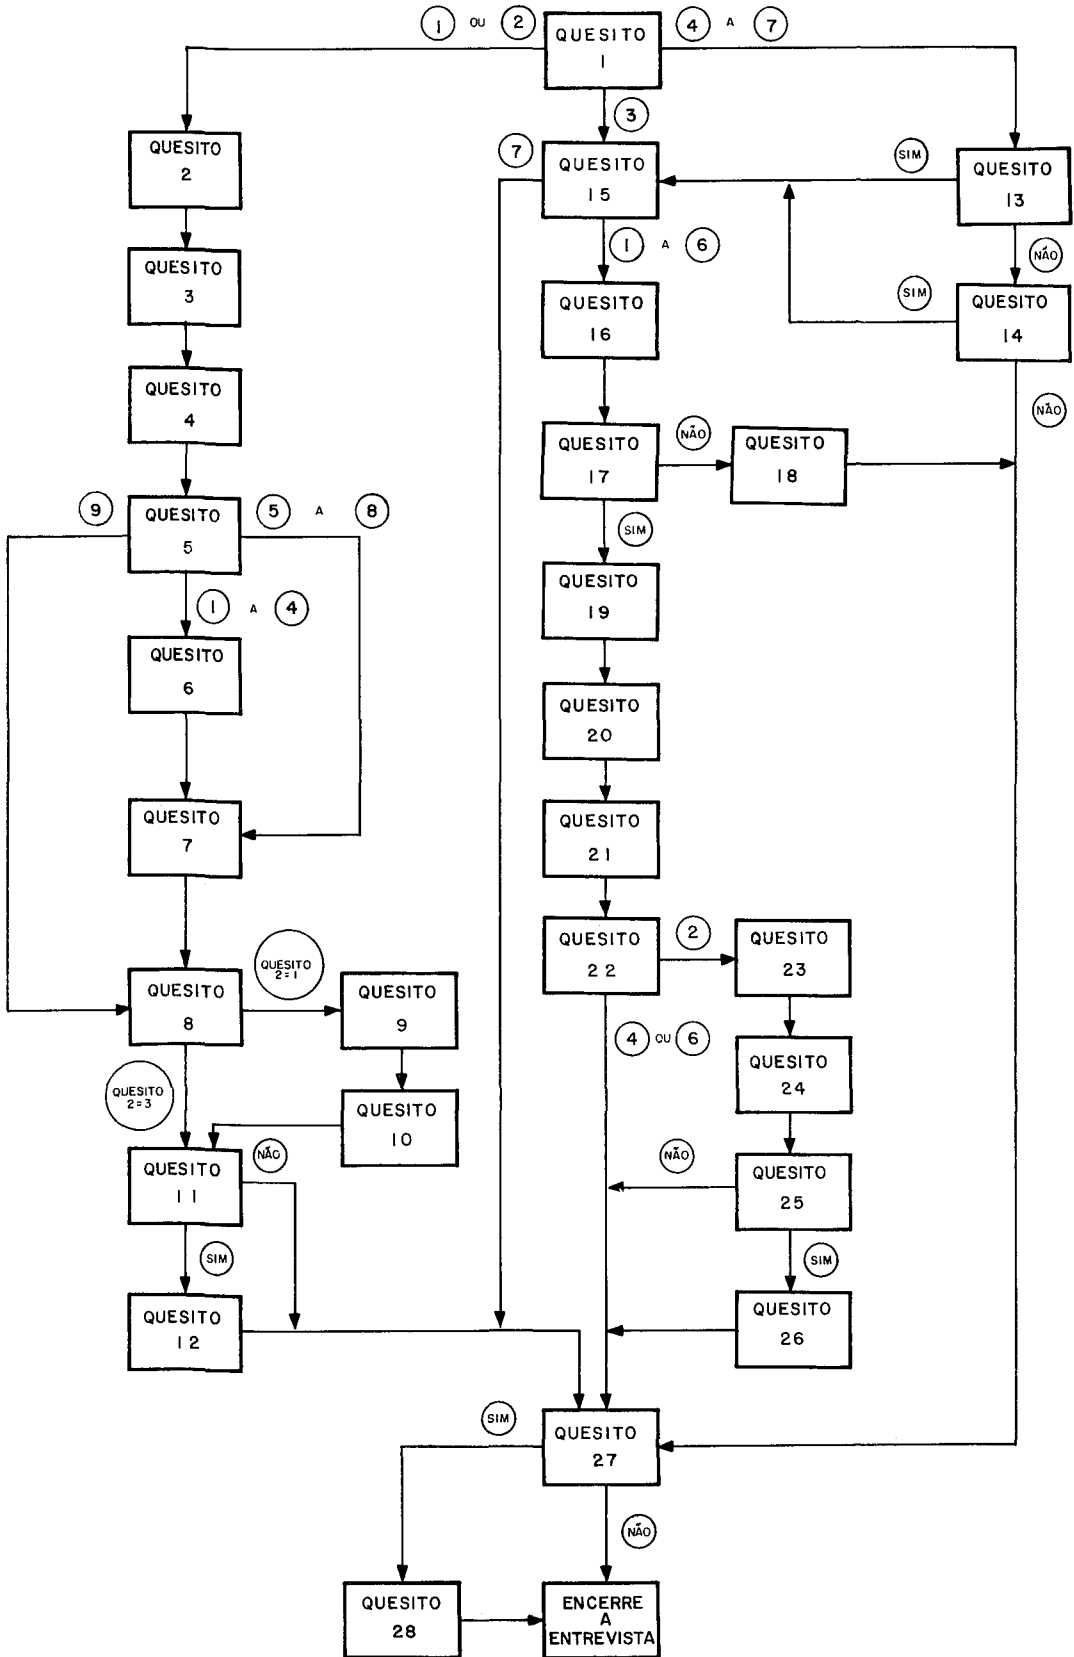 1 OU 2
QUESITO
1
4 A 7
3
QUESITO
2
7
QUESITO
15
SIM
QUESITO
13
1 A 6
NÃO
QUESITO
3
QUESITO
16
SIM
QUESITO
14
QUESITO
4
NÃO
QUESITO
17
NÃO
QUESITO
18
9
QUESITO
5
5 A 8
SIM
1 A 4
QUESITO
19
QUESITO
6
QUESITO
20
QUESITO
7
QUESITO
21
QUESITO
22
2
QUESITO
23
QUESITO
8
QUESITO
2=1
QUESITO
9
4 OU 6
QUESITO
24
QUESITO
2=3
QUESITO
10
QUESITO
11
NÃO
NÃO
QUESITO
25
SIM
SIM
QUESITO
12
QUESITO
26
SIM
QUESITO
27
NÃO
QUESITO
28
ENCERRE
A
ENTREVISTA